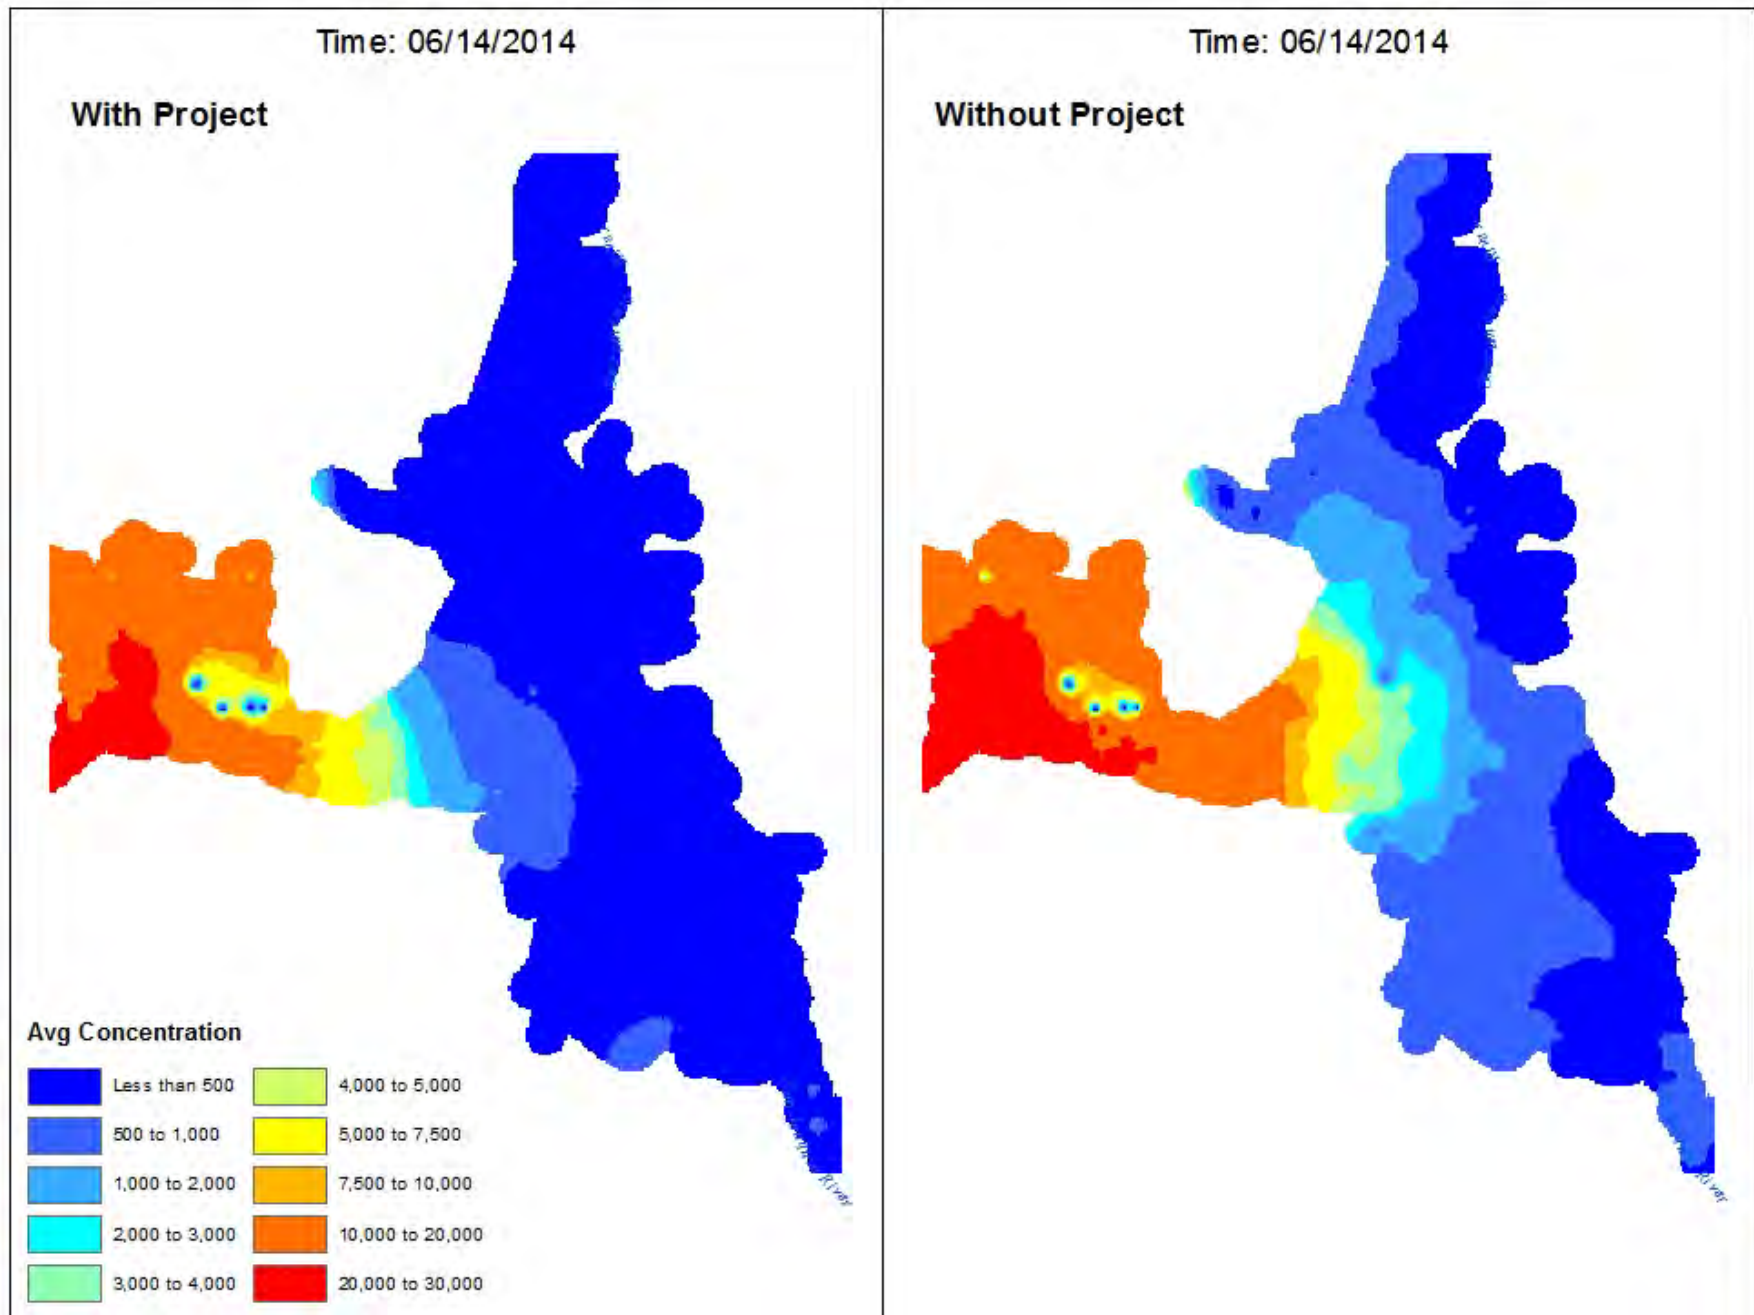 Time: 06/14/2014
With Project
Avg Concentration
Less than 500
500 to 1,000
1,000 to 2,000
2,000 to 3,000
3,000 to 4,000
4,000 to 5,000
5,000 to 7,500
7,500 to 10,000
10,000 to 20,000
20,000 to 30,000
River
Time: 06/14/2014
Without Project
River